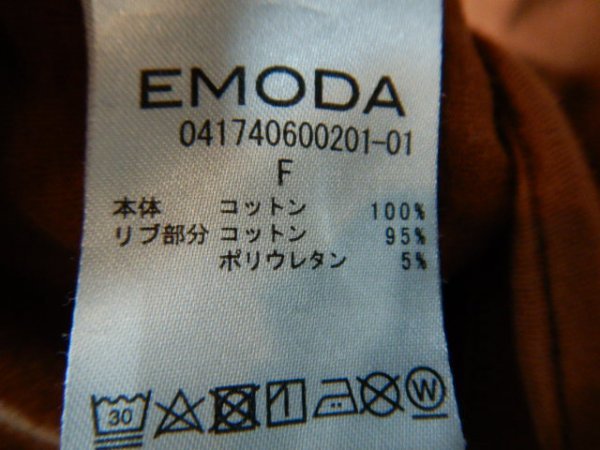 EMODA
041740600201-01
F
本体 コットン 100%
リブ部分 コットン 95%
ポリウレタン 5%
30 W